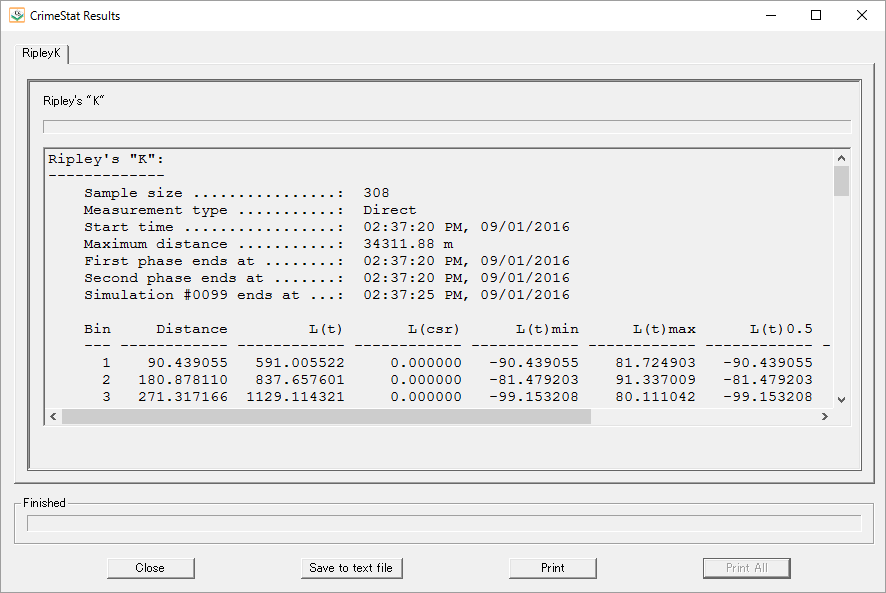 CrimeStat Results
RipleyK
Ripley's "K"
Ripley's "K":
-------------
Sample size ................: 308
Measurement type ...........: Direct
Start time .................: 02:37:20 PM, 09/01/2016
Maximum distance ...........: 34311.88 m
First phase ends at ........: 02:37:20 PM, 09/01/2016
Second phase ends at .......: 02:37:20 PM, 09/01/2016
Simulation #0099 ends at ...: 02:37:25 PM, 09/01/2016
Bin Distance L(t) L(csr) L(t)min L(t)max L(t)0.5
--- ------------ ------------ ------------ ------------ ------------ ------------ -
1 90.439055 591.005522 0.000000 -90.439055 81.724903 -90.439055
2 180.878110 837.657601 0.000000 -81.479203 91.337009 -81.479203
3 271.317166 1129.114321 0.000000 -99.153208 80.111042 -99.153208
Finished
Close Save to text file Print Print All